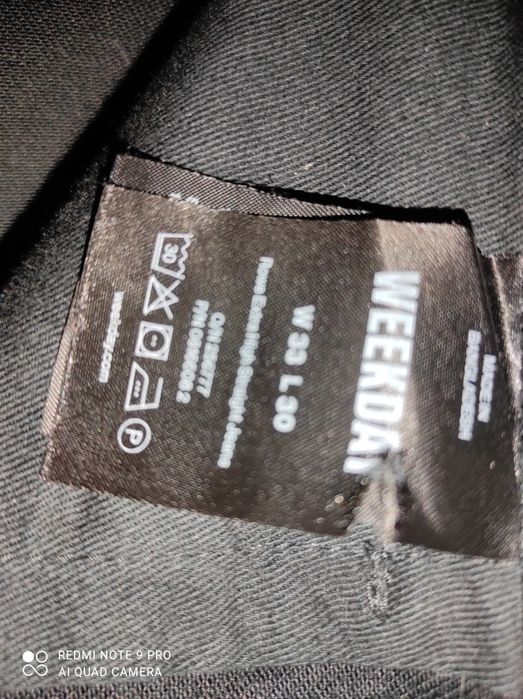 MADE IN
BANGLADESH
WEEKDAY
W 33 L 30
Rowe Extra High Straight Jeans
30
P
weekday.com
REDMI NOTE 9 PRO
AI QUAD CAMERA